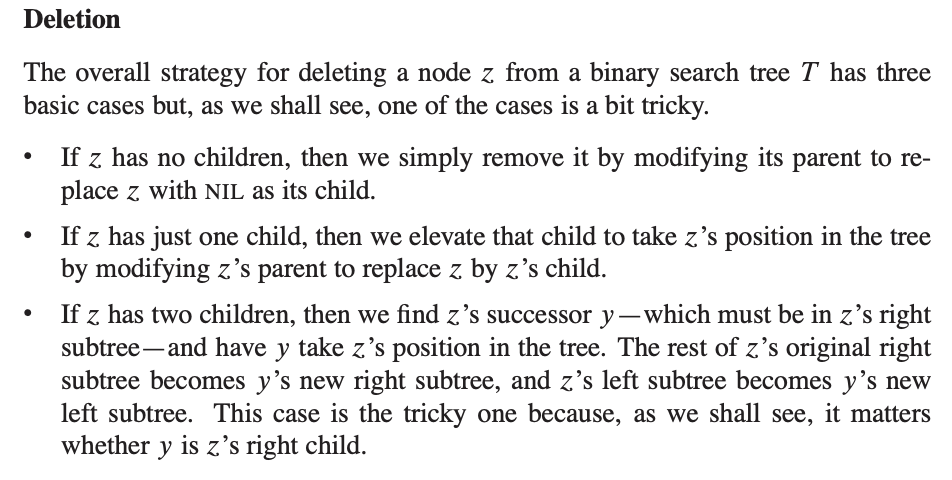 Deletion
The overall strategy for deleting a node z from a binary search tree T has three
basic cases but, as we shall see, one of the cases is a bit tricky.
• If z has no children, then we simply remove it by modifying its parent to re-
place z with NIL as its child.
• If z has just one child, then we elevate that child to take z’s position in the tree
by modifying z’s parent to replace z by z’s child.
• If z has two children, then we find z’s successor y—which must be in z’s right
subtree—and have y take z’s position in the tree. The rest of z’s original right
subtree becomes y’s new right subtree, and z’s left subtree becomes y’s new
left subtree. This case is the tricky one because, as we shall see, it matters
whether y is z’s right child.